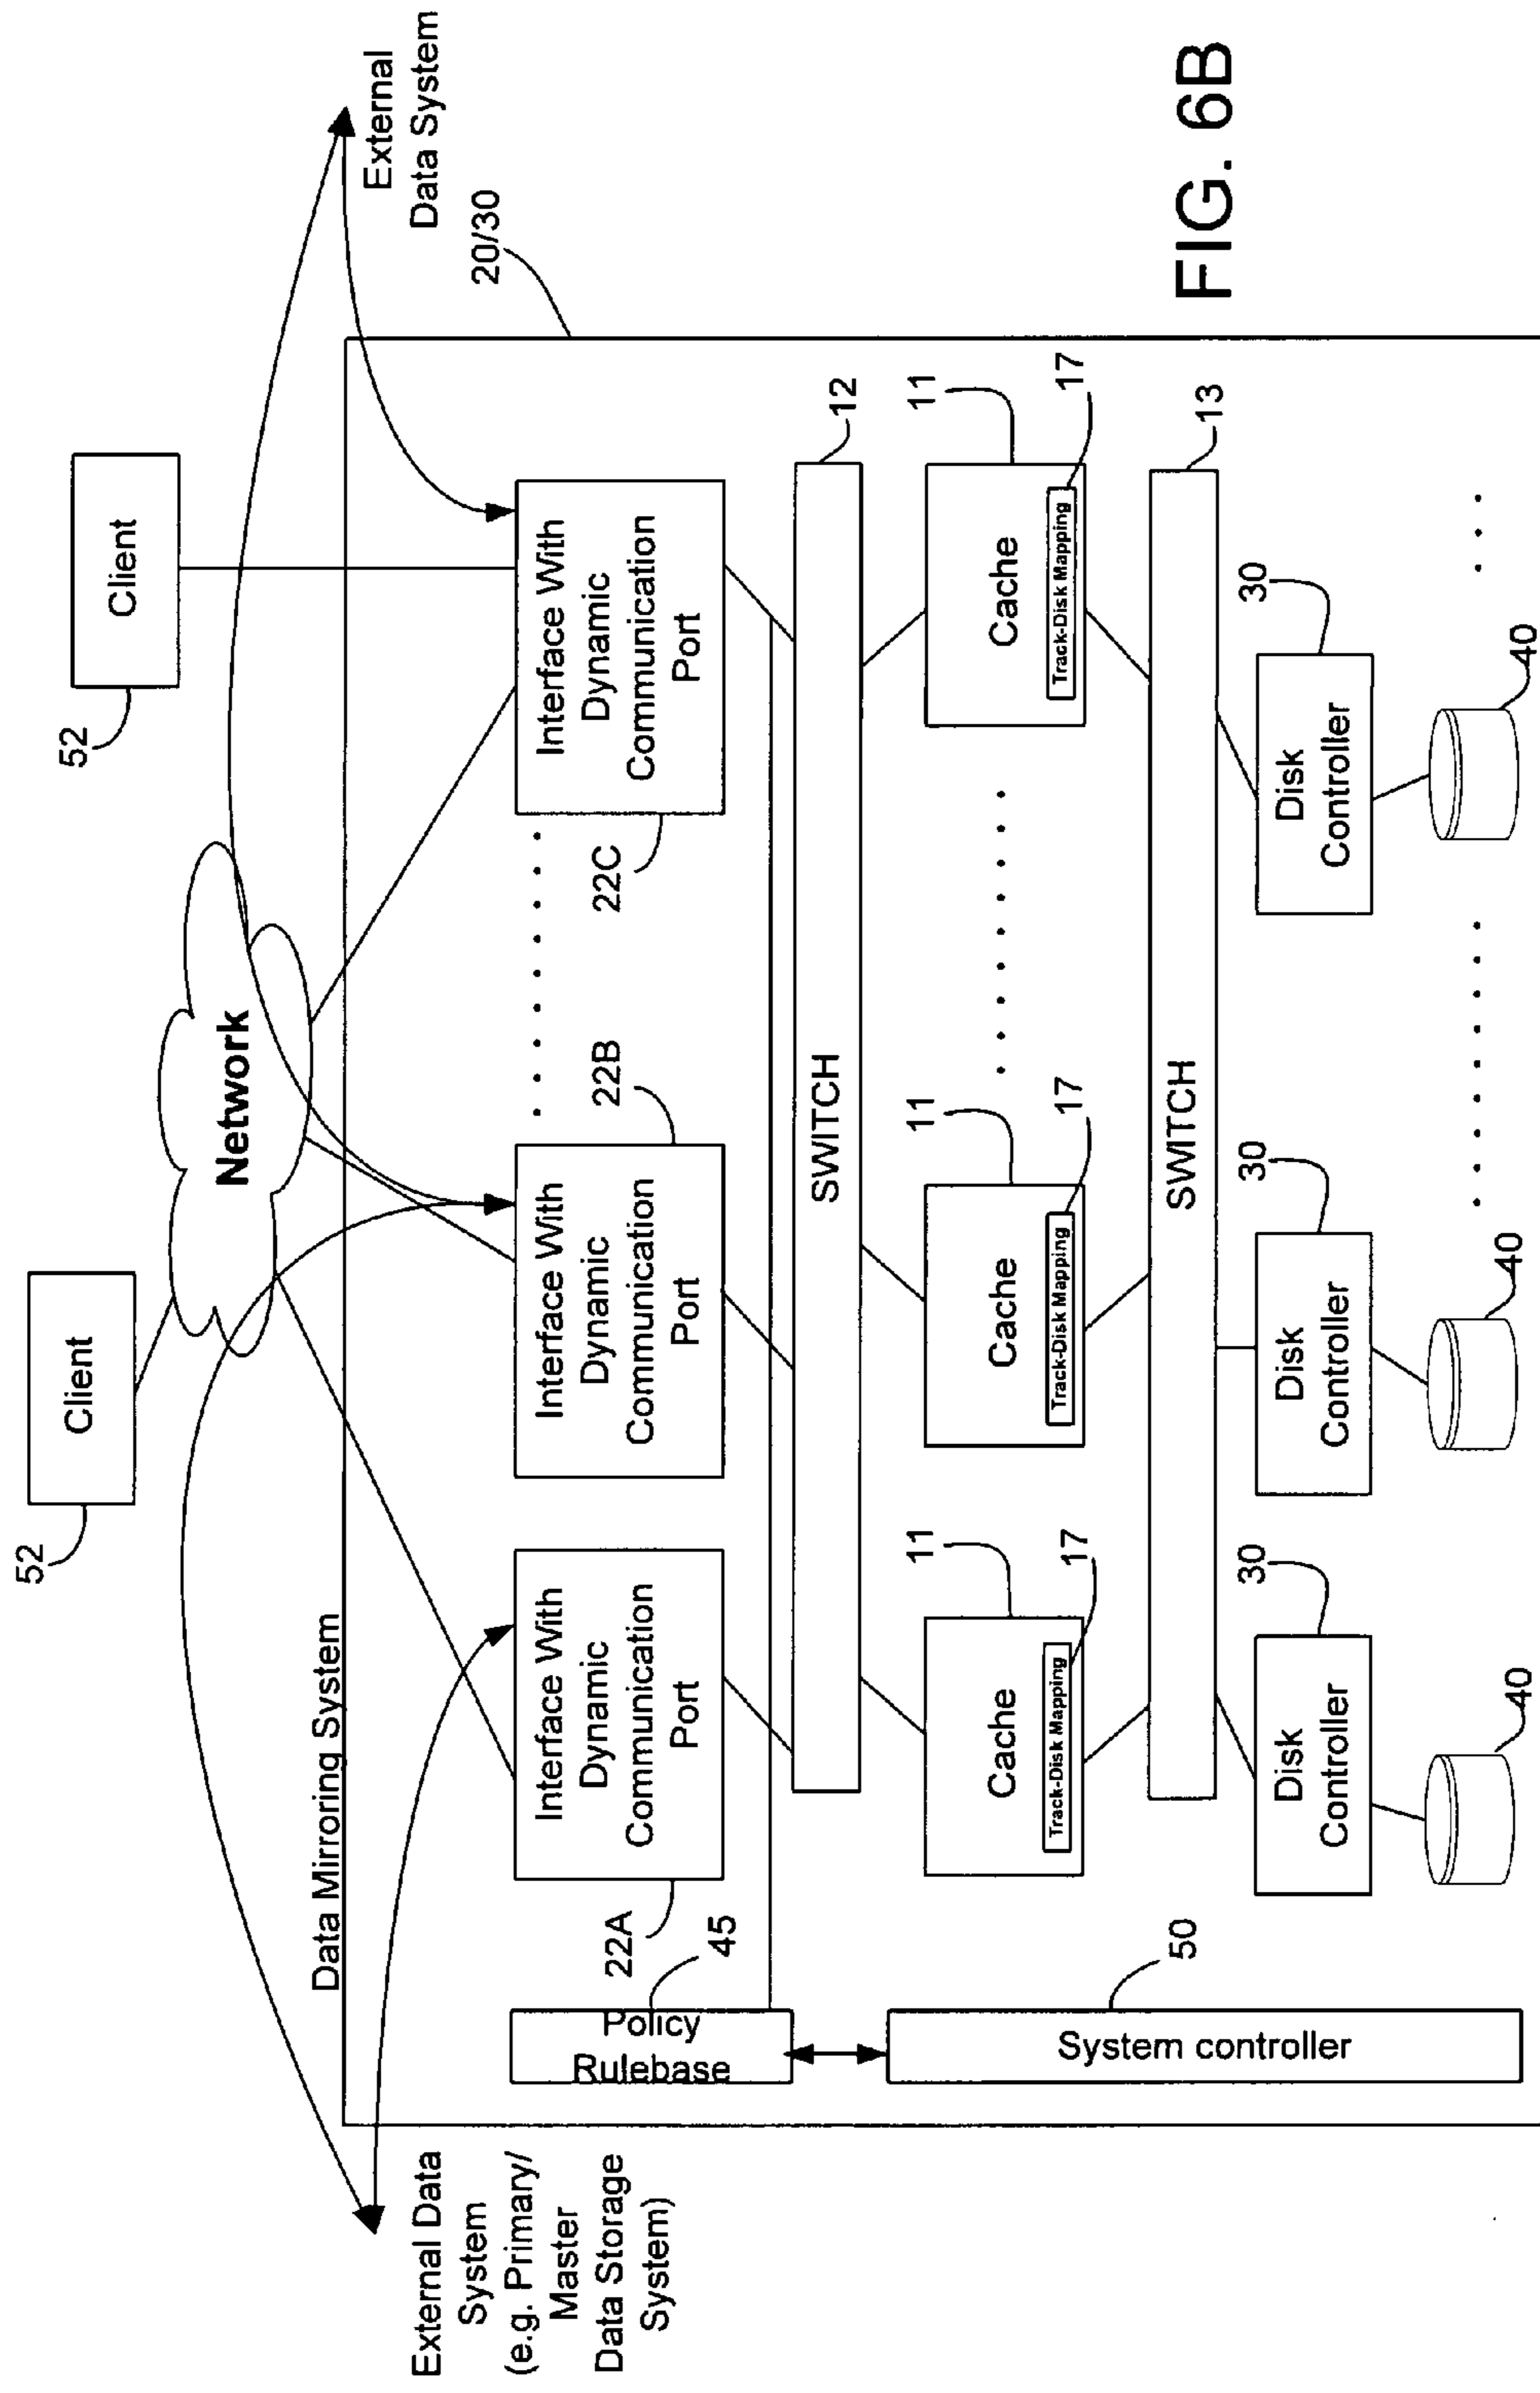 52
Client
52
Client
Network
Data Mirroring System
External
Data System
20/30
External Data
System
(e.g. Primary/
Master
Data Storage
System)
Policy
Rulebase
45
22A
Interface With
Dynamic
Communication
Port
22B
Interface With
Dynamic
Communication
Port
22C
Interface With
Dynamic
Communication
Port
SWITCH
12
System controller
50
Cache
Track-Disk Mapping
11
17
Cache
Track-Disk Mapping
11
17
Cache
Track-Disk Mapping
11
17
SWITCH
13
Disk
Controller
30
40
Disk
Controller
30
40
Disk
Controller
30
40
FIG. 6B